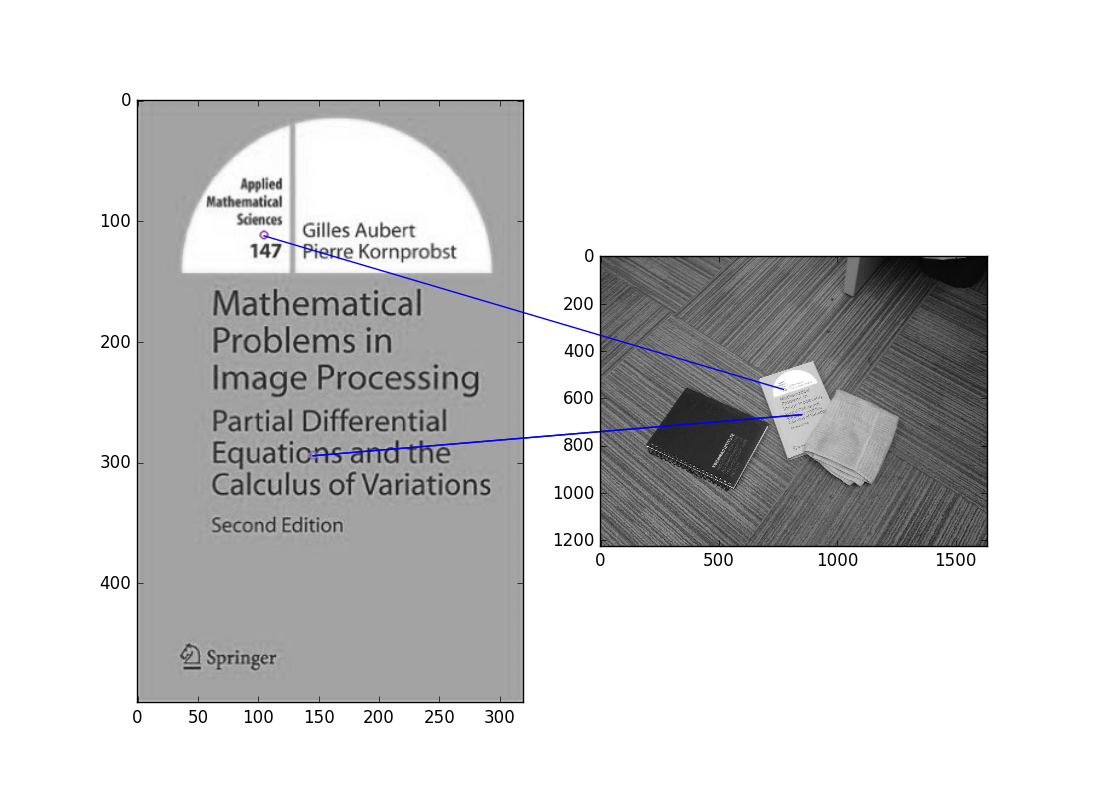 0
100
200
300
400
0
50
100
150
200
250
300
Applied
Mathematical
Sciences
147
Gilles Aubert
Pierre Kornprobst
Mathematical
Problems in
Image Processing
Partial Differential
Equations and the
Calculus of Variations
Second Edition
Springer
0
200
400
600
800
1000
1200
0
500
1000
1500